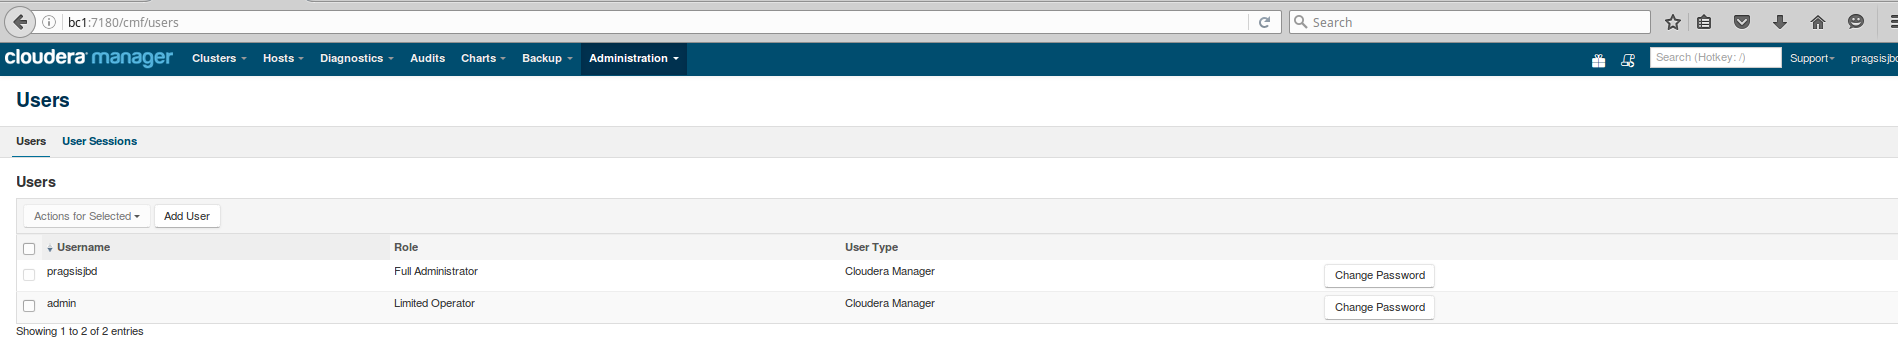 bc1:7180/cmf/users
Search
cloudera manager Clusters Hosts Diagnostics Audits Charts Backup Administration Search (Hotkey: /) Support pragsisjbd
Users
Users User Sessions
Users
Actions for Selected Add User
Username Role User Type
pragsisjbd Full Administrator Cloudera Manager Change Password
admin Limited Operator Cloudera Manager Change Password
Showing 1 to 2 of 2 entries